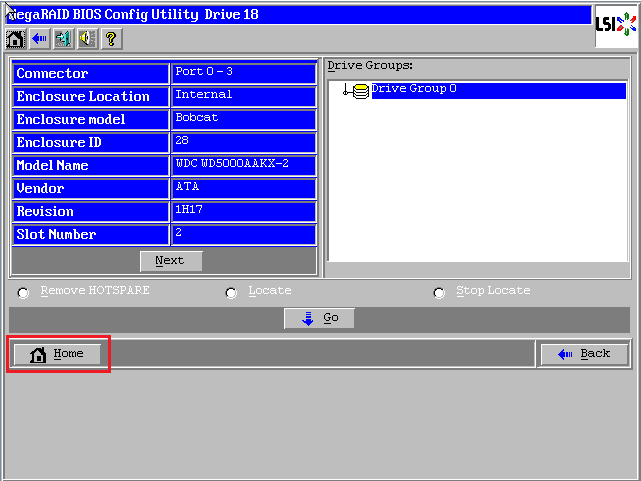 MegaRAID BIOS Config Utility Drive 18
LSI
Connector Port 0 - 3
Enclosure Location Internal
Enclosure model Bobcat
Enclosure ID 28
Model Name WDC WD5000AAKX-2
Vendor ATA
Revision 1H17
Slot Number 2
Next
Drive Groups:
Drive Group 0
Remove HOTSPARE Locate Stop Locate
Go
Home Back